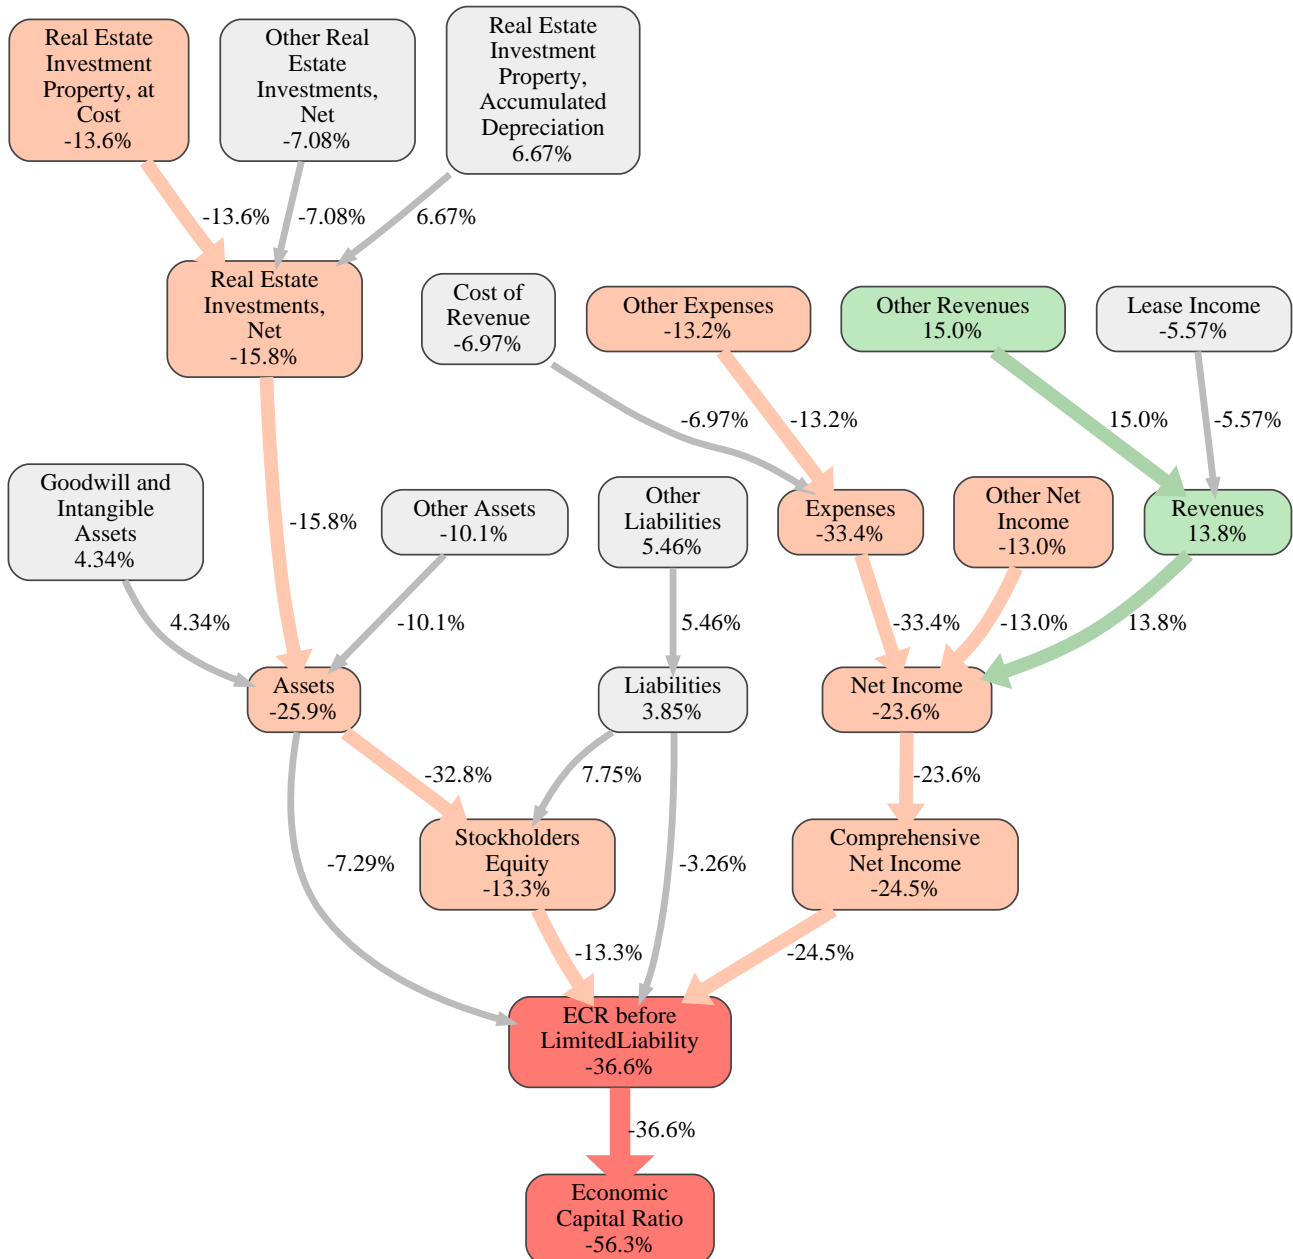 Real Estate
Investment
Property, at
Cost
-13.6%
Other Real
Estate
Investments,
Net
-7.08%
Real Estate
Investment
Property,
Accumulated
Depreciation
6.67%
-13.6%
-7.08%
6.67%
Real Estate
Investments,
Net
-15.8%
Cost of
Revenue
-6.97%
Other Expenses
-13.2%
Other Revenues
15.0%
Lease Income
-5.57%
-6.97%
-13.2%
15.0%
-5.57%
Goodwill and
Intangible
Assets
4.34%
-15.8%
Other Assets
-10.1%
Other
Liabilities
5.46%
Expenses
-33.4%
Other Net
Income
-13.0%
Revenues
13.8%
4.34%
-10.1%
5.46%
-33.4%
-13.0%
13.8%
Assets
-25.9%
Liabilities
3.85%
Net Income
-23.6%
-32.8%
7.75%
-23.6%
-7.29%
Stockholders
Equity
-13.3%
-3.26%
Comprehensive
Net Income
-24.5%
-13.3%
-24.5%
ECR before
LimitedLiability
-36.6%
-36.6%
Economic
Capital Ratio
-56.3%